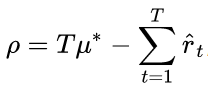 ρ = Tμ* − ∑_{t=1}^{T} r̂_t